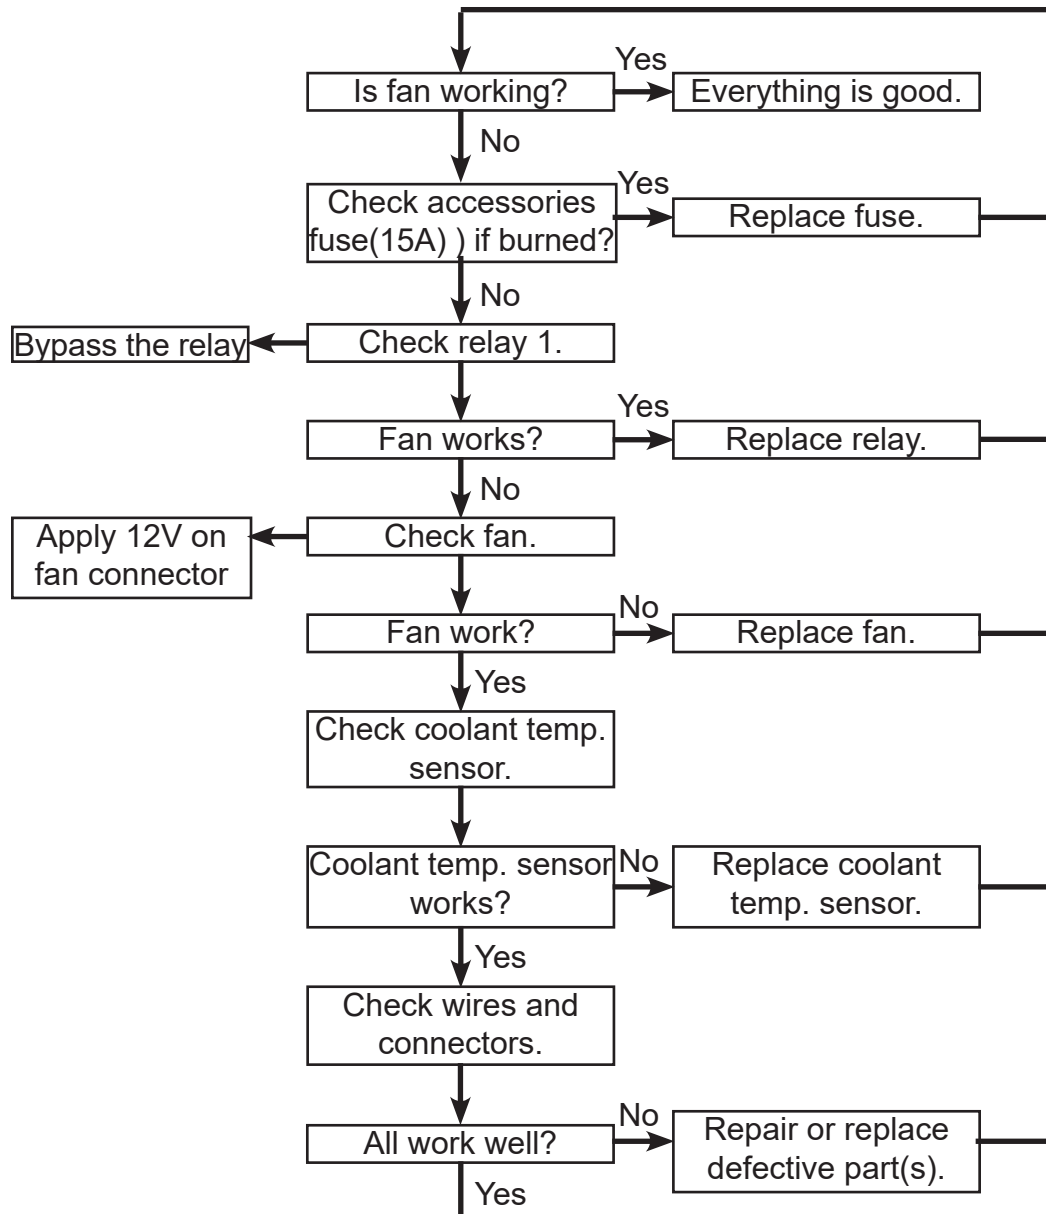 Yes
Is fan working?
Everything is good.
No
Yes
Check accessories
fuse(15A) ) if burned?
Replace fuse.
No
Bypass the relay
Check relay 1.
Yes
Fan works?
Replace relay.
No
Apply 12V on
fan connector
Check fan.
No
Fan work?
Replace fan.
Yes
Check coolant temp.
sensor.
Coolant temp. sensor
works?
No
Replace coolant
temp. sensor.
Yes
Check wires and
connectors.
No
All work well?
Repair or replace
defective part(s).
Yes